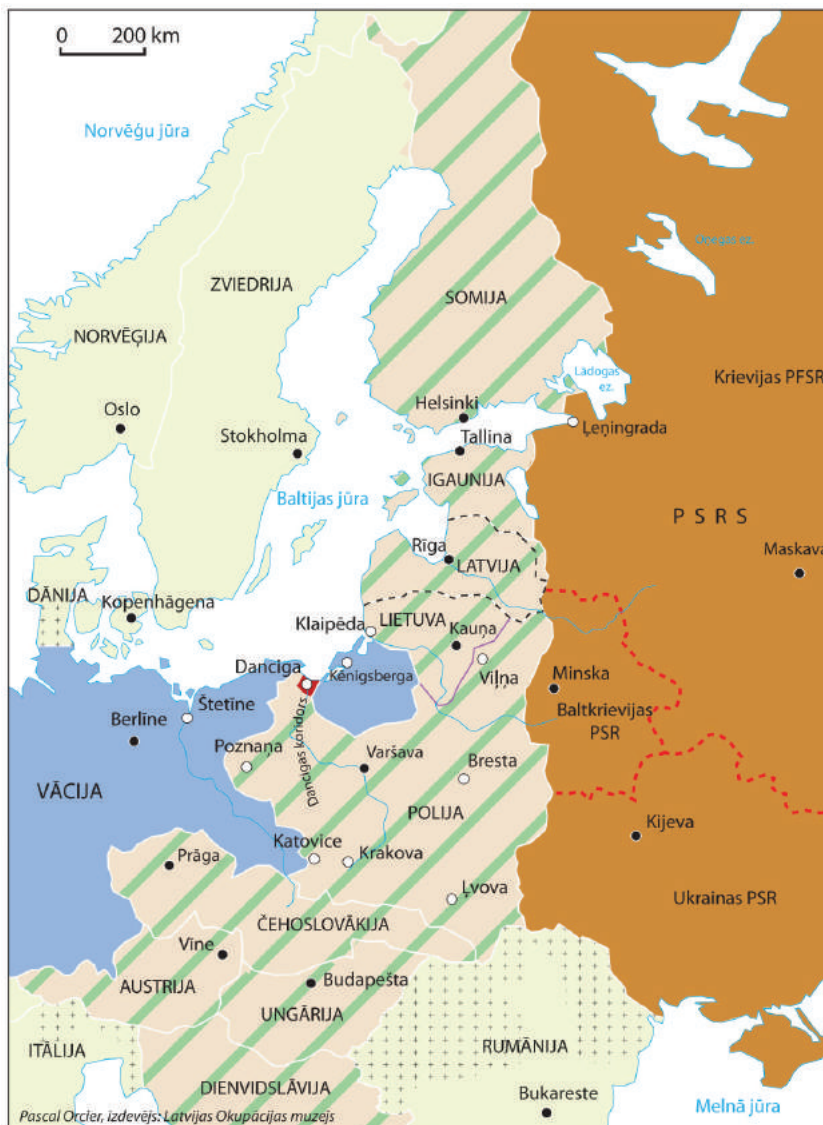 0 200 km
Norvēģu jūra
ZVIEDRIJA
NORVĒĢIJA
SOMIJA
Oņegas ez.
Lādogas
ez.
Krievijas PFSR
Helsinki
Oslo
Tallina
Ļeņingrada
Stokholma
IGAUNIJA
Baltijas jūra
PSRS
Rīga
LATVIJA
Maskava
DĀNIJA
Kopenhāgena
Klaipēda
LIETUVA
Kauņa
Danciga
Kēnigsberga
Viļņa
Minska
Baltkrievijas
PSR
Štetīne
Berlīne
Dancigas koridors
Poznaņa
Varšava
Bresta
VĀCIJA
POLIJA
Kijeva
Katovice
Krakova
Prāga
Ļvova
Ukrainas PSR
ČEHOSLOVĀKIJA
Vīne
AUSTRIJA
Budapešta
UNGĀRIJA
ITĀLIJA
RUMĀNIJA
DIENVIDSLĀVIJA
Bukareste
Melnā jūra
Pascal Orcier, izdevējs: Latvijas Okupācijas muzejs